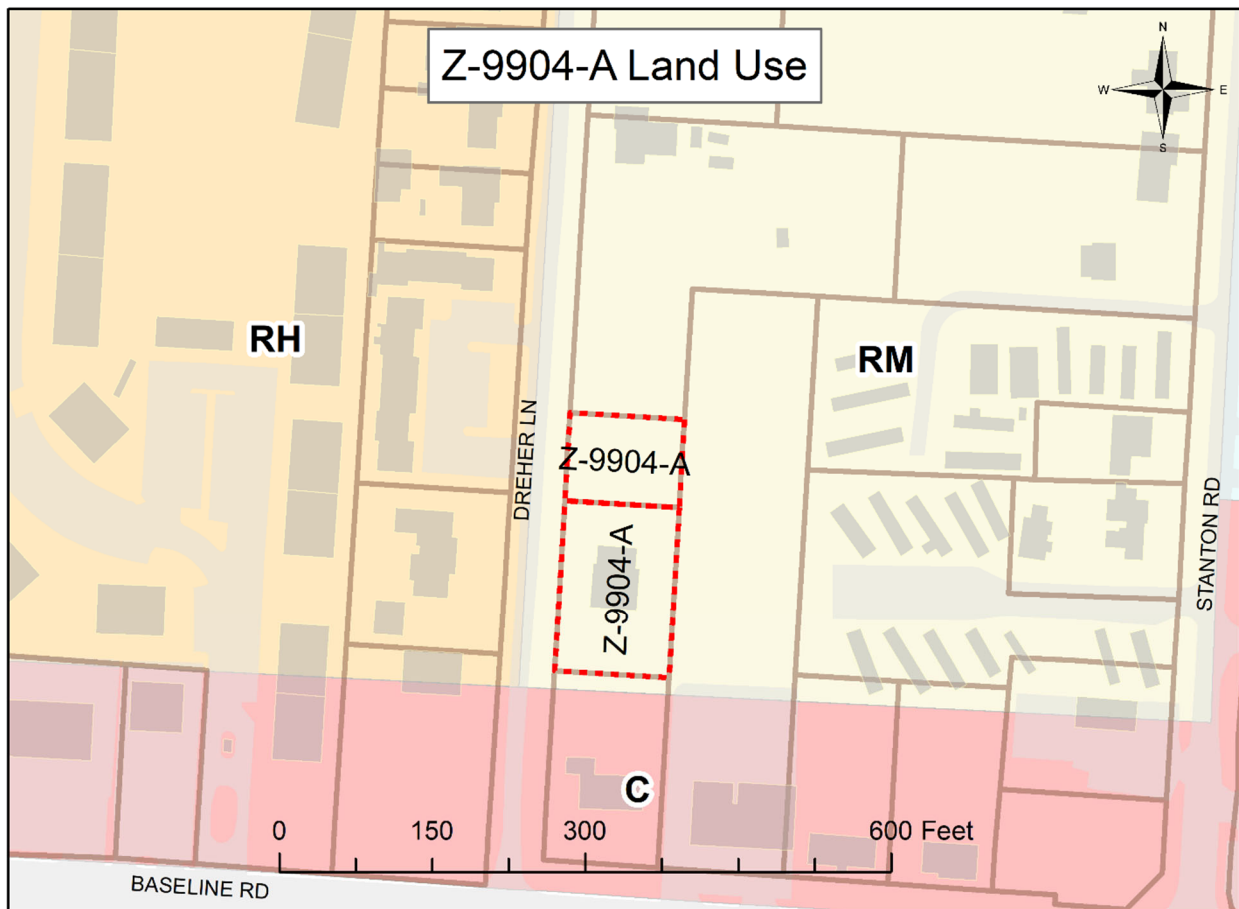 Z-9904-A Land Use
N
W E
S
RH
RM
DREHER LN
Z-9904-A
Z-9904-A
STANTON RD
C
0 150 300 600 Feet
BASELINE RD